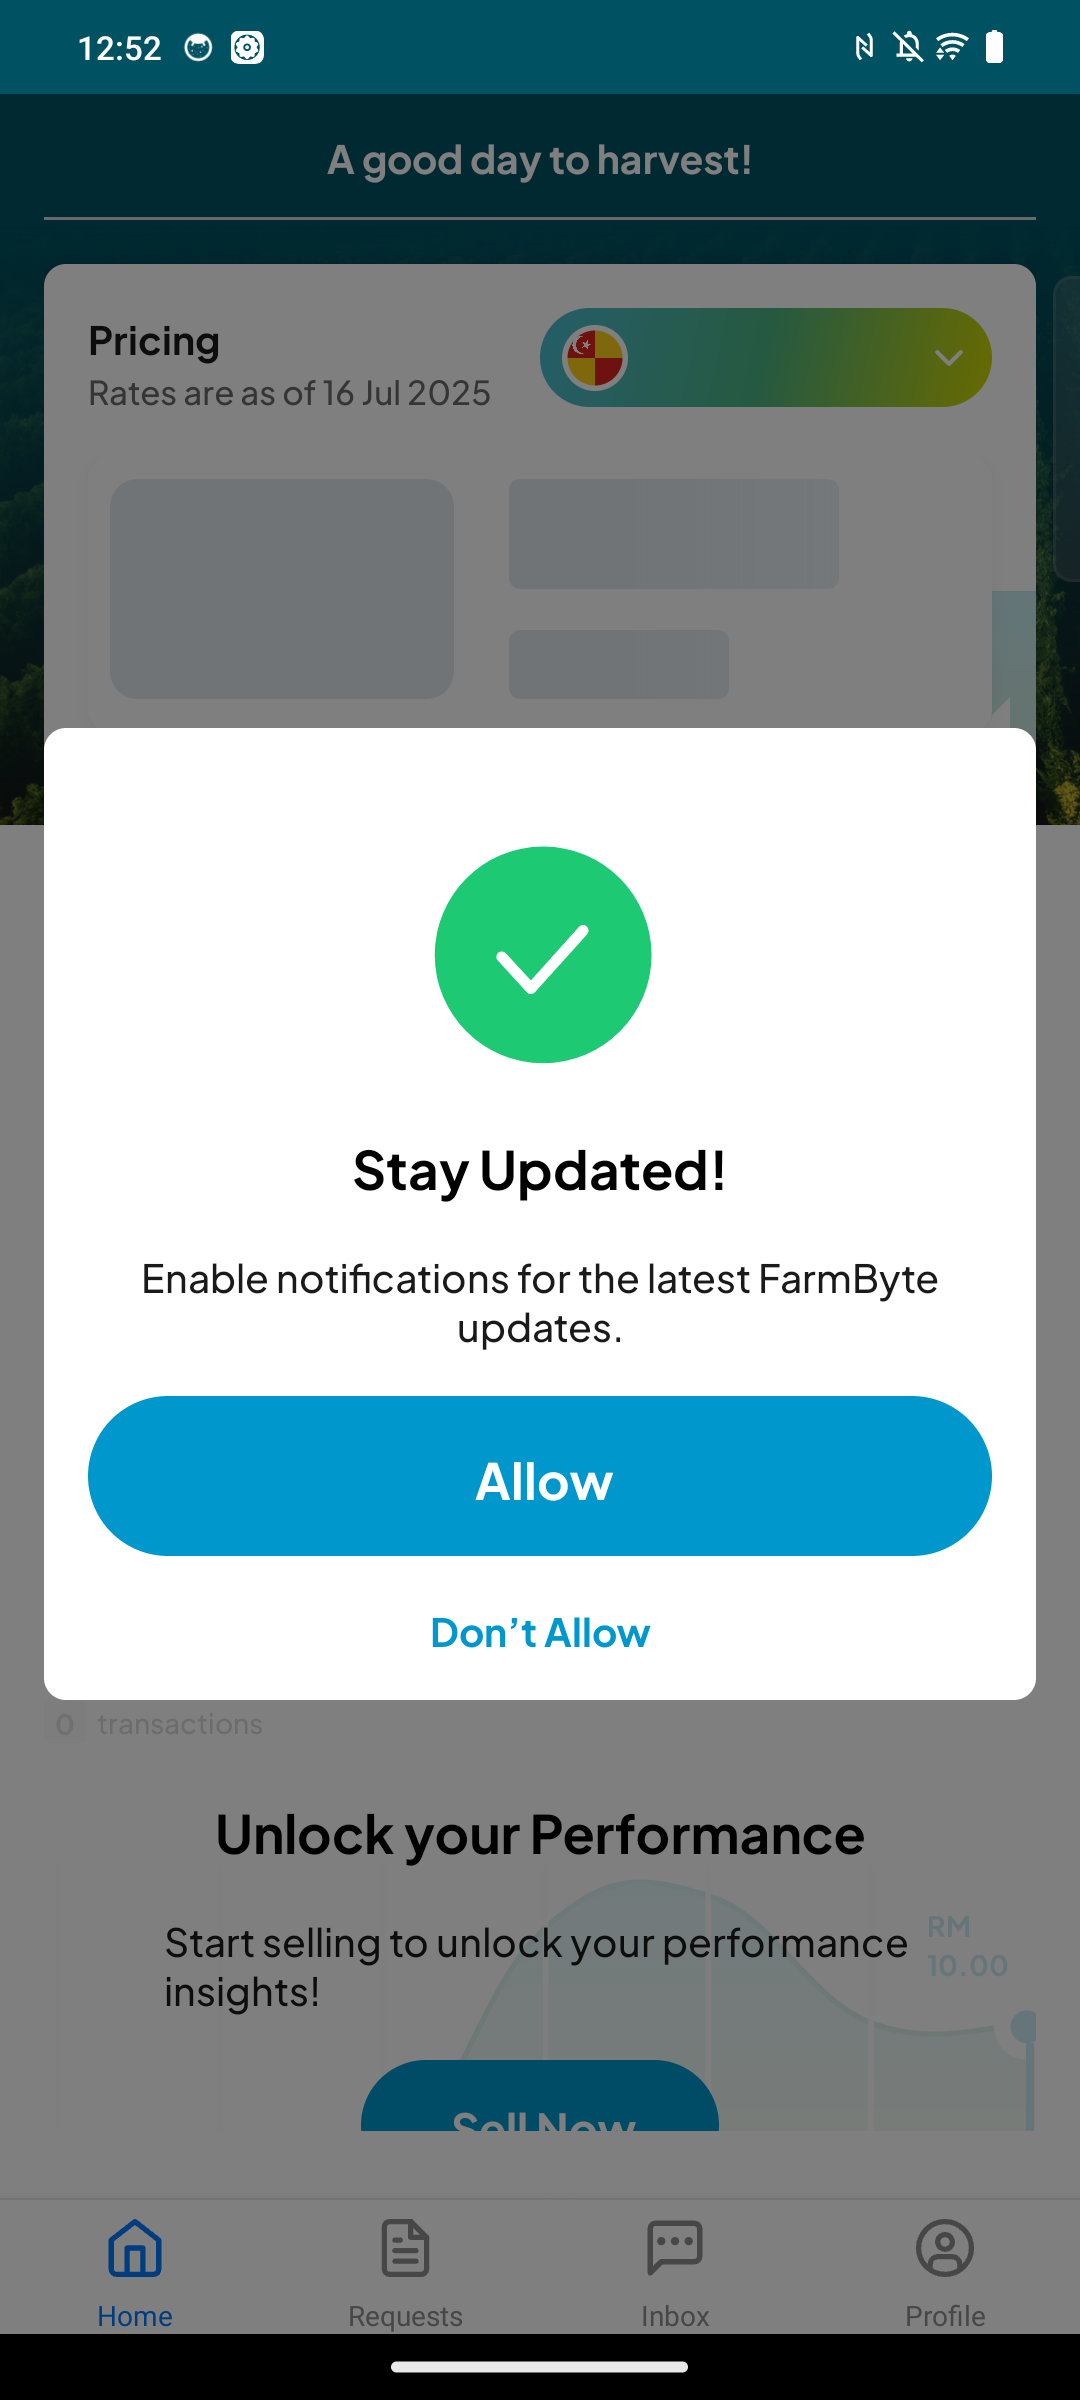 12:52
A good day to harvest!
Pricing
Rates are as of 16 Jul 2025
Stay Updated!
Enable notifications for the latest FarmByte
updates.
Allow
Don’t Allow
0 transactions
Unlock your Performance
Start selling to unlock your performance
insights!
RM
10.00
Sell Now
Home
Requests
Inbox
Profile